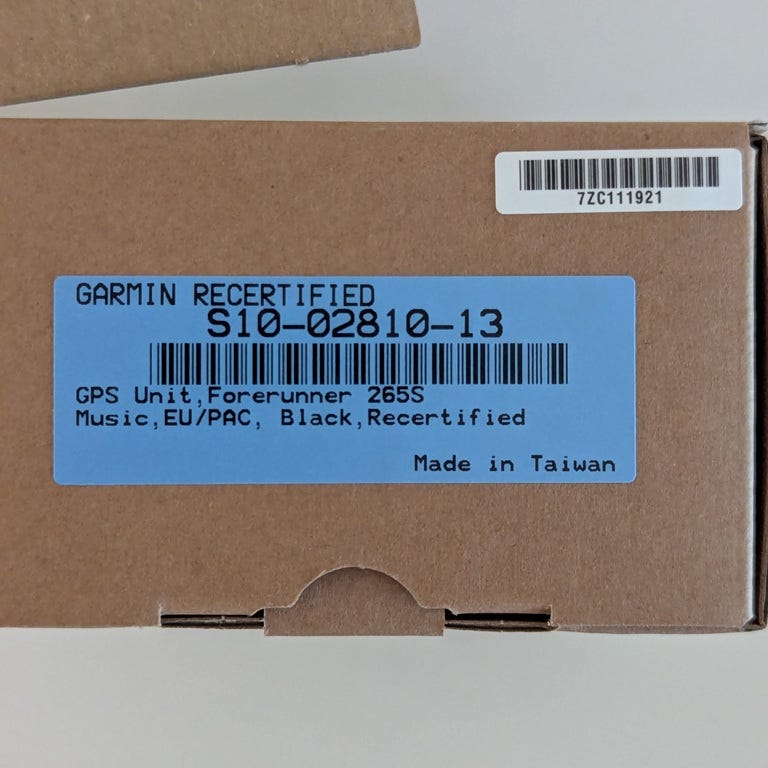 7ZC111921
GARMIN RECERTIFIED
S10-02810-13
GPS Unit,Forerunner 265S
Music,EU/PAC, Black,Recertified
Made in Taiwan